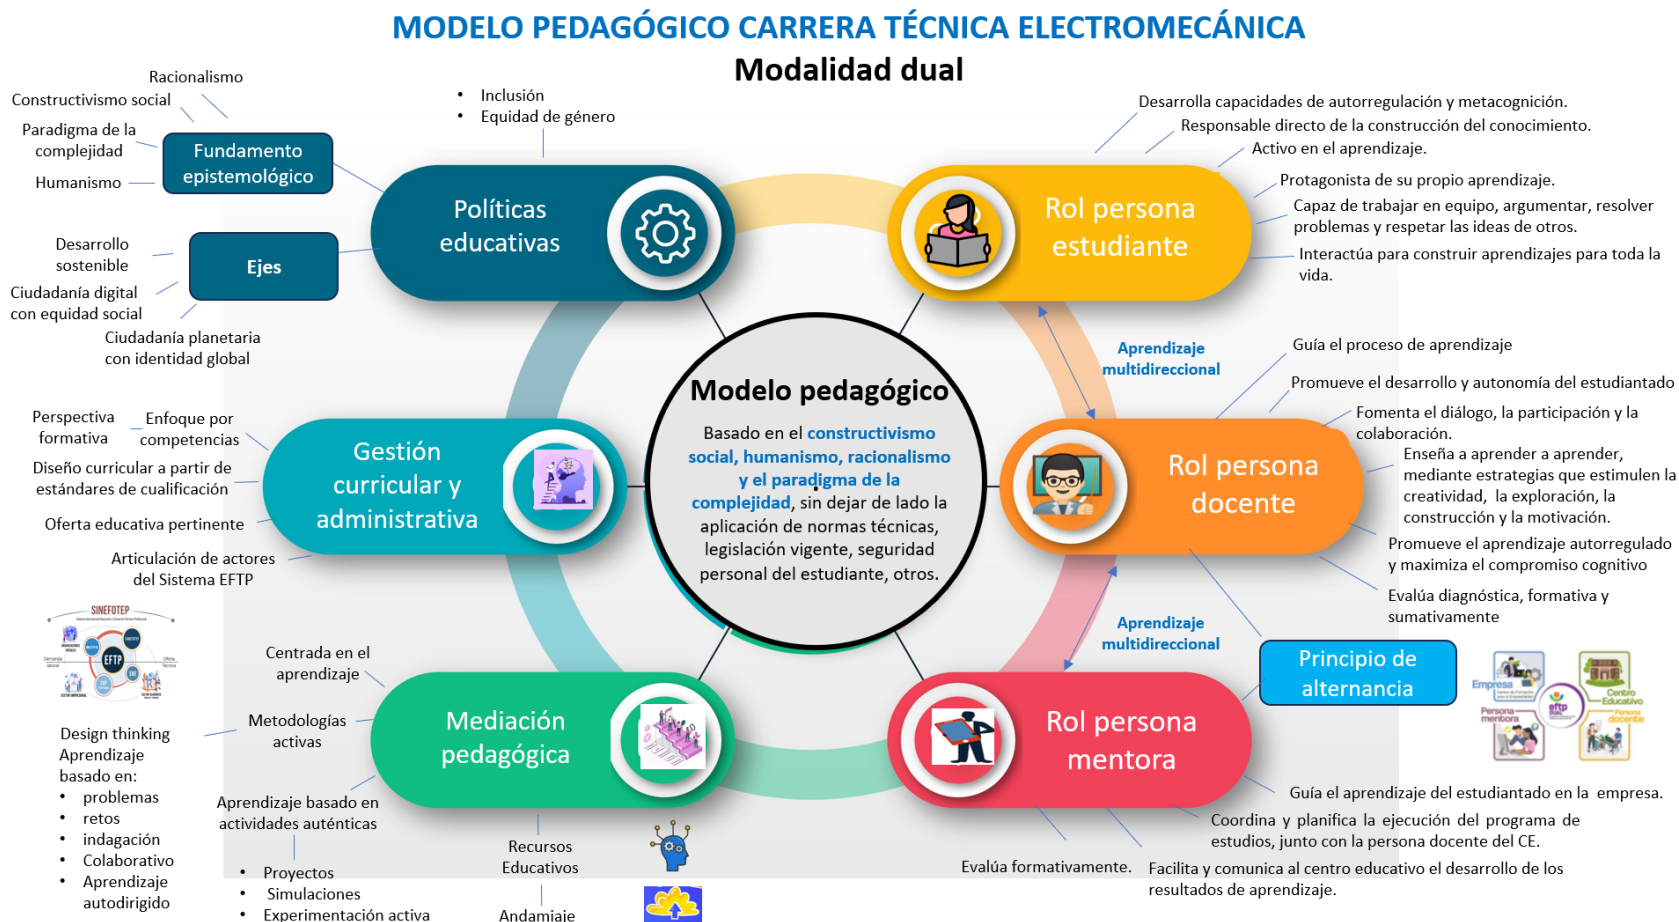 MODELO PEDAGÓGICO CARRERA TÉCNICA ELECTROMECÁNICA
Modalidad dual
Racionalismo
Constructivismo social
Paradigma de la
complejidad
Humanismo
Fundamento
epistemológico
• Inclusión
• Equidad de género
Políticas
educativas
Desarrollo
sostenible
Ejes
Ciudadanía digital
con equidad social
Ciudadanía planetaria
con identidad global
Rol persona
estudiante
Desarrolla capacidades de autorregulación y metacognición.
Responsable directo de la construcción del conocimiento.
Activo en el aprendizaje.
Protagonista de su propio aprendizaje.
Capaz de trabajar en equipo, argumentar, resolver
problemas y respetar las ideas de otros.
Interactúa para construir aprendizajes para toda la
vida.
Aprendizaje
multidireccional
Modelo pedagógico
Basado en el constructivismo
social, humanismo, racionalismo
y el paradigma de la
complejidad, sin dejar de lado la
aplicación de normas técnicas,
legislación vigente, seguridad
personal del estudiante, otros.
Perspectiva
formativa
Enfoque por
competencias
Diseño curricular a partir de
estándares de cualificación
Oferta educativa pertinente
Articulación de actores
del Sistema EFTP
Gestión
curricular y
administrativa
Rol persona
docente
Guía el proceso de aprendizaje
Promueve el desarrollo y autonomía del estudiantado
Fomenta el diálogo, la participación y la
colaboración.
Enseña a aprender a aprender,
mediante estrategias que estimulen la
creatividad, la exploración, la
construcción y la motivación.
Promueve el aprendizaje autorregulado
y maximiza el compromiso cognitivo
Evalúa diagnóstica, formativa y
sumativamente
Aprendizaje
multidireccional
Principio de
alternancia
Empresa
Centro
Educativo
Persona
mentora
eftp
DUAL
Persona
docente
SINEFOTEP
EFTP
Demanda
laboral
Oferta
Técnica
Centrada en el
aprendizaje
Metodologías
activas
Mediación
pedagógica
Design thinking
Aprendizaje
basado en:
• problemas
• retos
• indagación
• Colaborativo
• Aprendizaje
autodirigido
Aprendizaje basado en
actividades auténticas
• Proyectos
• Simulaciones
• Experimentación activa
Recursos
Educativos
Andamiaje
Rol persona
mentora
Guía el aprendizaje del estudiantado en la empresa.
Coordina y planifica la ejecución del programa de
estudios, junto con la persona docente del CE.
Facilita y comunica al centro educativo el desarrollo de los
resultados de aprendizaje.
Evalúa formativamente.